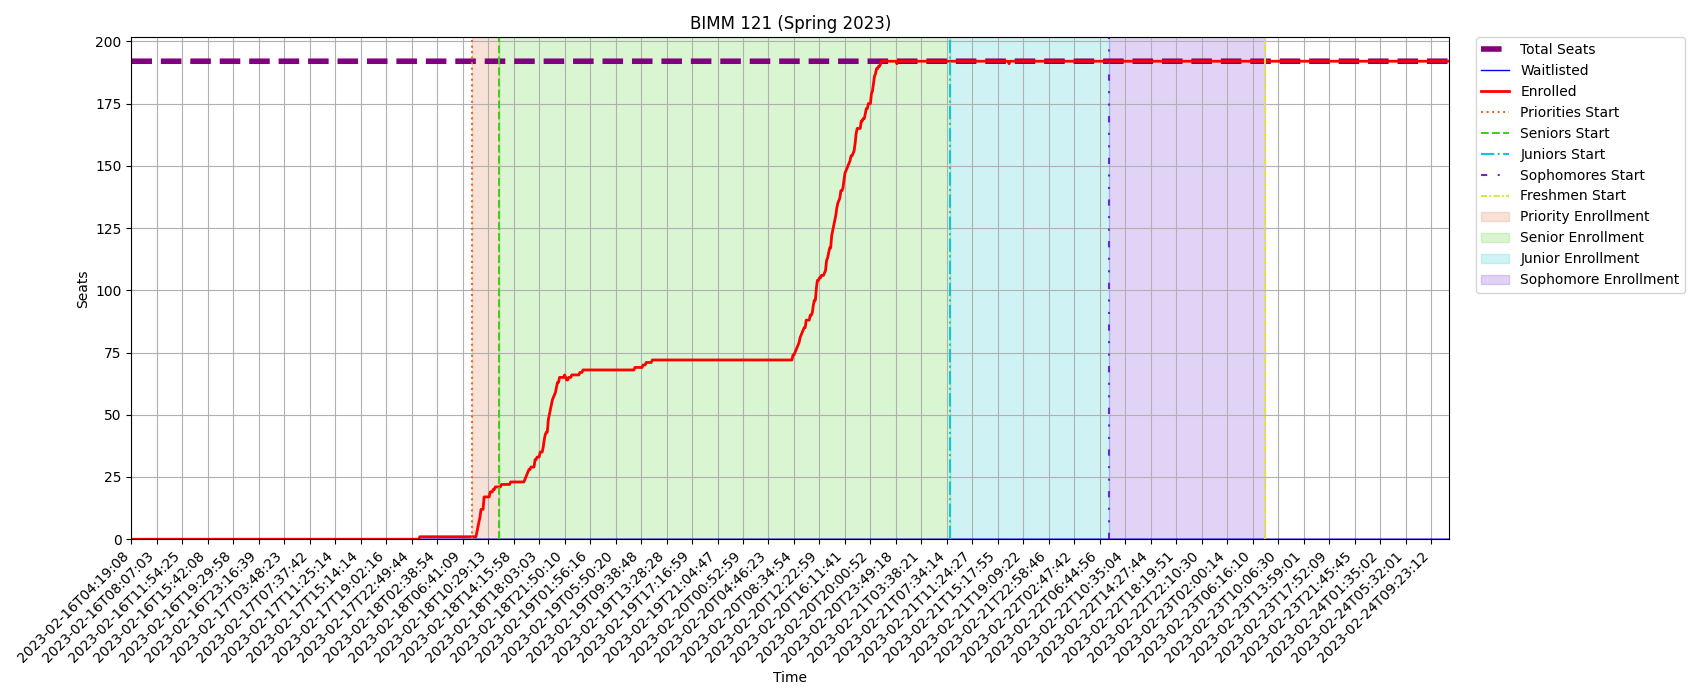 BIMM 121 (Spring 2023)
Seats
200
175
150
125
100
75
50
25
0
2023-02-16T04:19:08
2023-02-16T08:07:03
2023-02-16T11:54:25
2023-02-16T15:42:08
2023-02-16T19:29:58
2023-02-16T23:16:39
2023-02-17T03:48:23
2023-02-17T07:37:42
2023-02-17T11:25:14
2023-02-17T15:14:14
2023-02-17T19:02:16
2023-02-17T22:49:44
2023-02-18T02:38:54
2023-02-18T06:41:09
2023-02-18T10:29:13
2023-02-18T14:15:58
2023-02-18T18:03:03
2023-02-18T21:50:10
2023-02-19T01:56:16
2023-02-19T05:50:20
2023-02-19T09:38:48
2023-02-19T13:28:28
2023-02-19T17:16:59
2023-02-19T21:04:47
2023-02-20T00:52:59
2023-02-20T04:46:23
2023-02-20T08:34:54
2023-02-20T12:22:59
2023-02-20T16:11:41
2023-02-20T20:00:52
2023-02-20T23:49:18
2023-02-21T03:38:21
2023-02-21T07:34:14
2023-02-21T11:24:27
2023-02-21T15:17:55
2023-02-21T19:09:22
2023-02-21T22:58:46
2023-02-22T02:47:42
2023-02-22T06:44:56
2023-02-22T10:35:04
2023-02-22T14:27:44
2023-02-22T18:19:51
2023-02-22T22:10:30
2023-02-23T02:00:14
2023-02-23T06:16:10
2023-02-23T10:06:30
2023-02-23T13:59:01
2023-02-23T17:52:09
2023-02-23T21:45:45
2023-02-24T01:35:02
2023-02-24T05:32:01
2023-02-24T09:23:12
Time
Total Seats
Waitlisted
Enrolled
Priorities Start
Seniors Start
Juniors Start
Sophomores Start
Freshmen Start
Priority Enrollment
Senior Enrollment
Junior Enrollment
Sophomore Enrollment